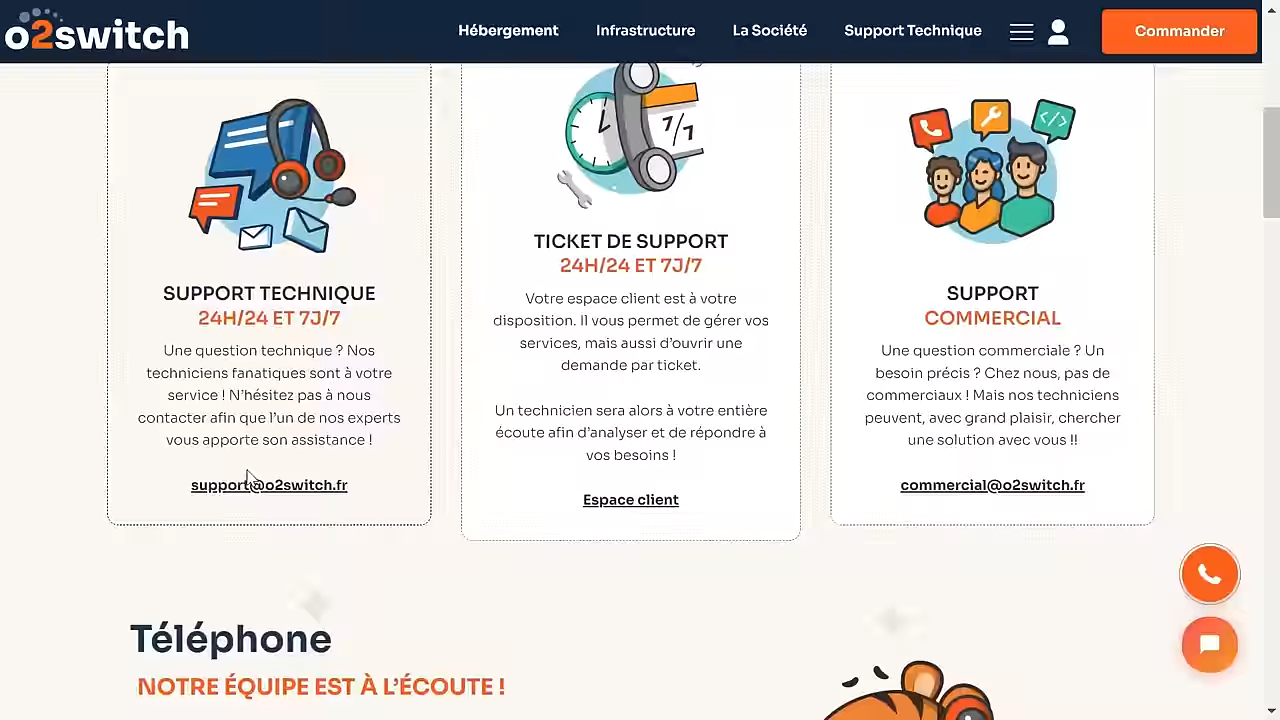 o2switch
Hébergement
Infrastructure
La Société
Support Technique
Commander
7/7
</>
SUPPORT TECHNIQUE
24H/24 ET 7J/7
Une question technique ? Nos
techniciens fanatiques sont à votre
service ! N’hésitez pas à nous
contacter afin que l’un de nos experts
vous apporte son assistance !
support@o2switch.fr
TICKET DE SUPPORT
24H/24 ET 7J/7
Votre espace client est à votre
disposition. Il vous permet de gérer vos
services, mais aussi d’ouvrir une
demande par ticket.
Un technicien sera alors à votre entière
écoute afin d’analyser et de répondre à
vos besoins !
Espace client
SUPPORT
COMMERCIAL
Une question commerciale ? Un
besoin précis ? Chez nous, pas de
commerciaux ! Mais nos techniciens
peuvent, avec grand plaisir, chercher
une solution avec vous !!
commercial@o2switch.fr
Téléphone
NOTRE ÉQUIPE EST À L’ÉCOUTE !